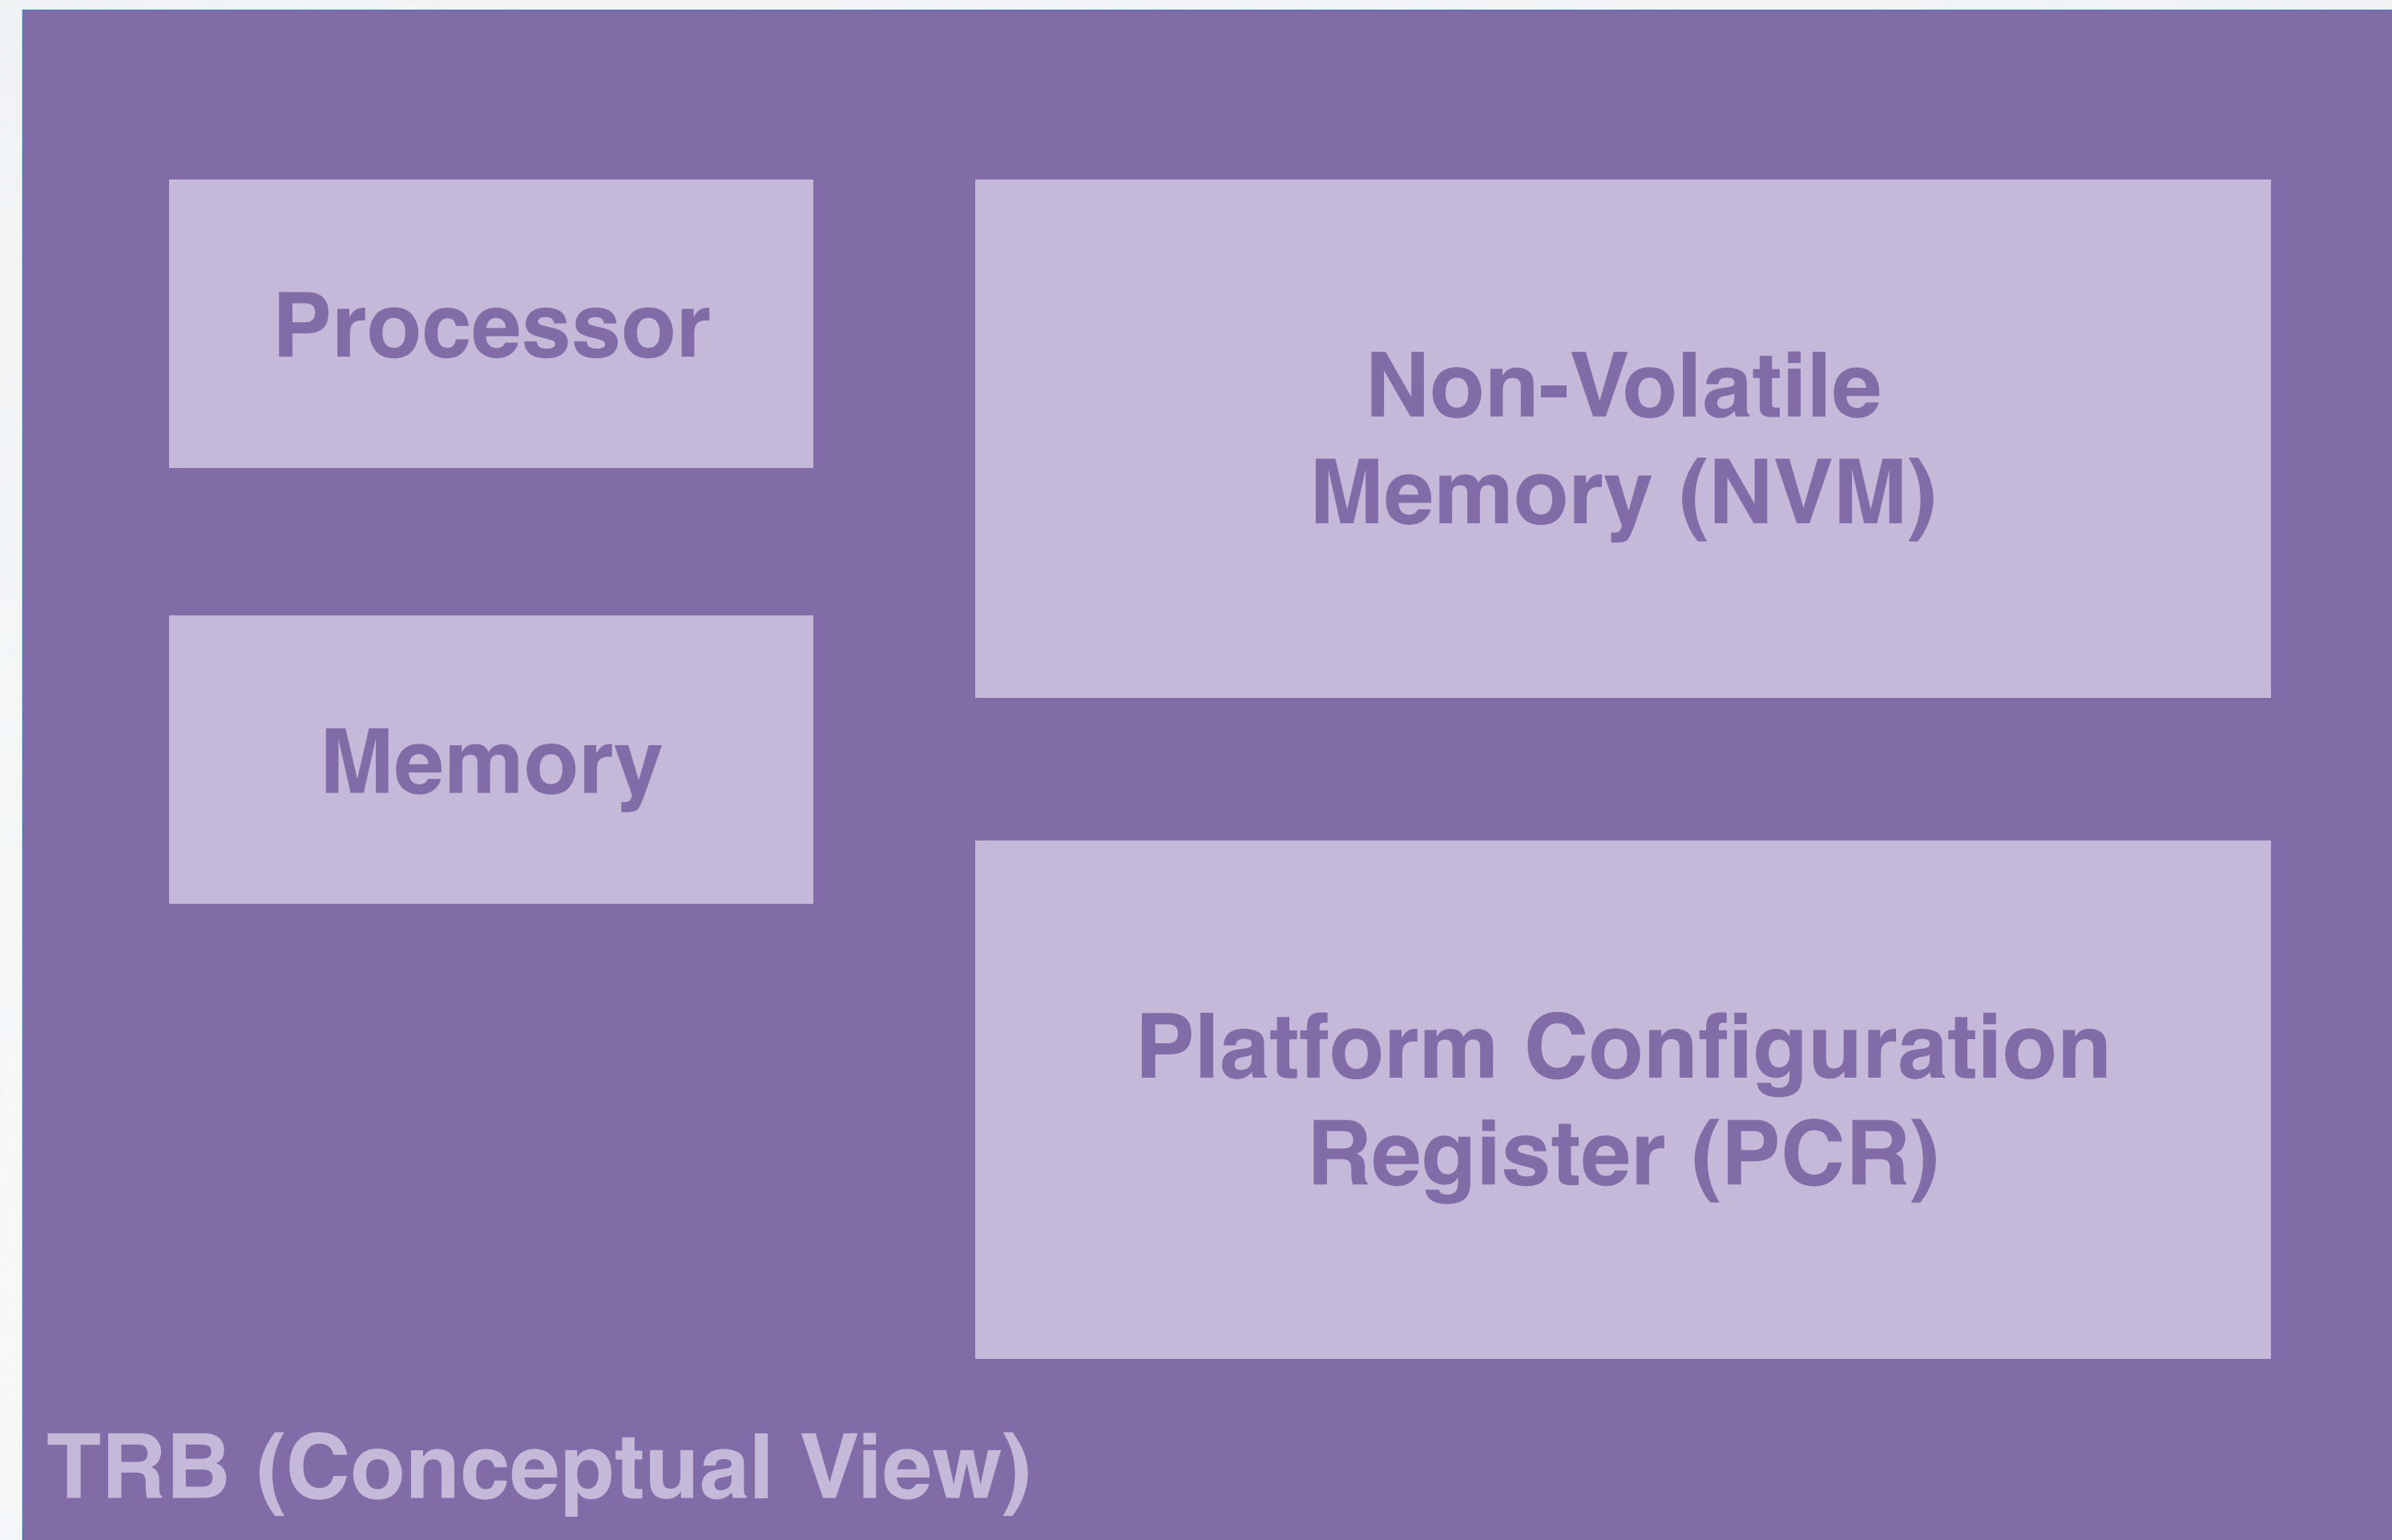 Processor
Non-Volatile
Memory (NVM)
Memory
Platform Configuration
Register (PCR)
TRB (Conceptual View)